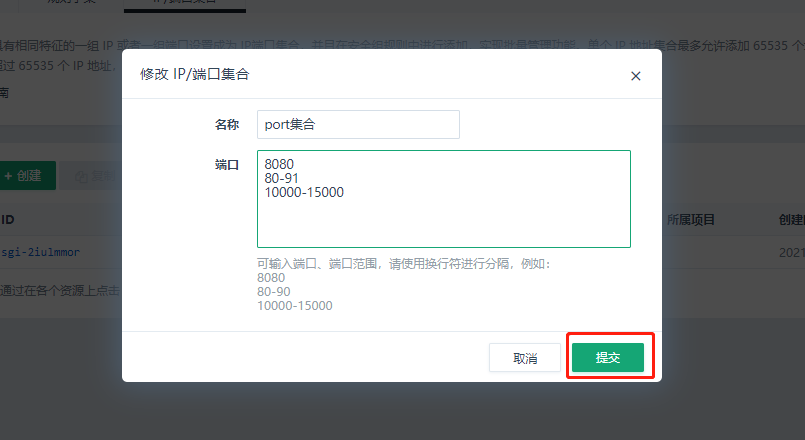 具有相同特征的一组 IP 或者一组端口设置成为 IP/端口集合，并且在安全组规则中进行添加，实现批量管理功能。单个 IP 地址集合最多允许添加 65535 个
过 65535 个 IP 地址，
南
修改 IP/端口集合
名称
port集合
端口
8080
80-91
10000-15000
可输入端口、端口范围，请使用换行符进行分隔，例如：
8080
80-90
10000-15000
取消
提交
+ 创建
ID
所属项目
sgi-2iulmmor
2021
通过在各个资源上点击